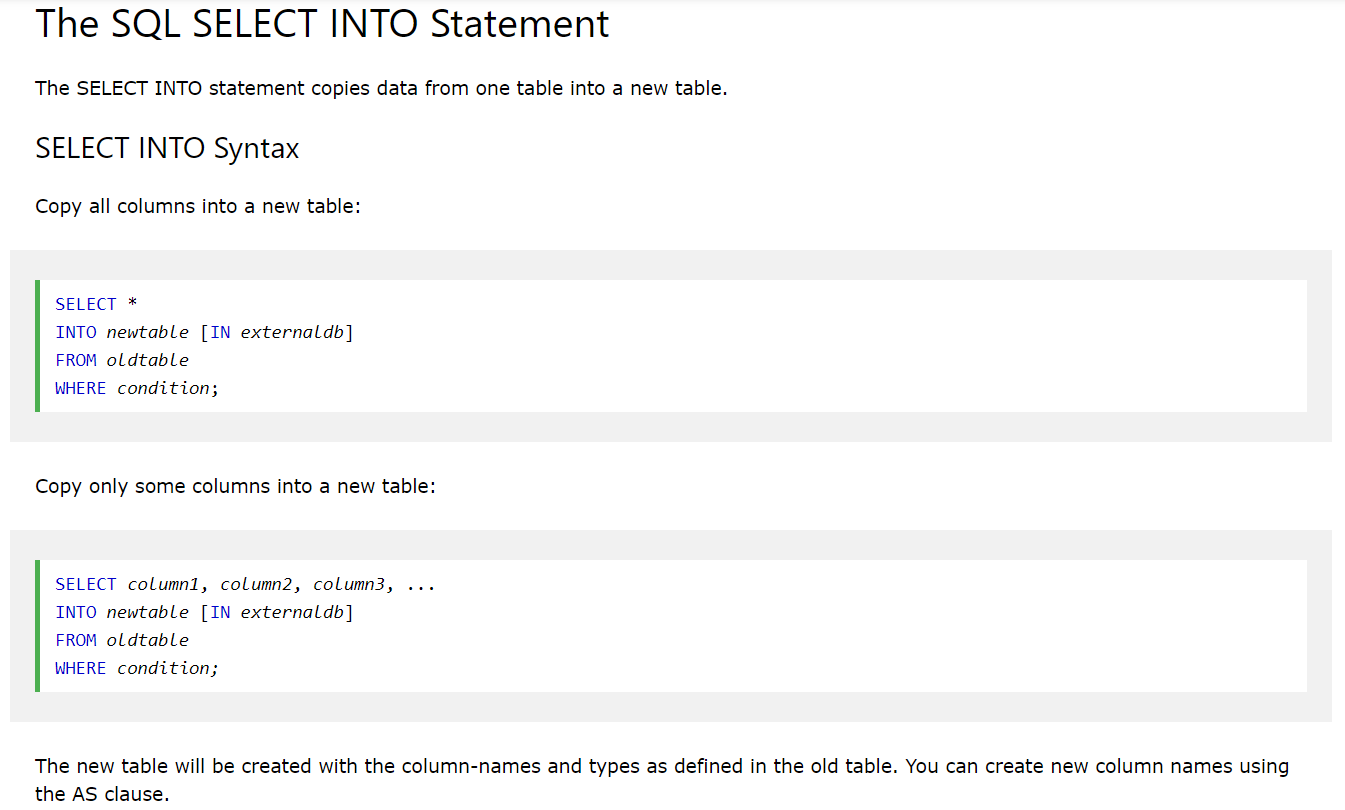 The SQL SELECT INTO Statement
The SELECT INTO statement copies data from one table into a new table.
SELECT INTO Syntax
Copy all columns into a new table:
SELECT *
INTO newtable [IN externaldb]
FROM oldtable
WHERE condition;
Copy only some columns into a new table:
SELECT column1, column2, column3, ...
INTO newtable [IN externaldb]
FROM oldtable
WHERE condition;
The new table will be created with the column-names and types as defined in the old table. You can create new column names using
the AS clause.